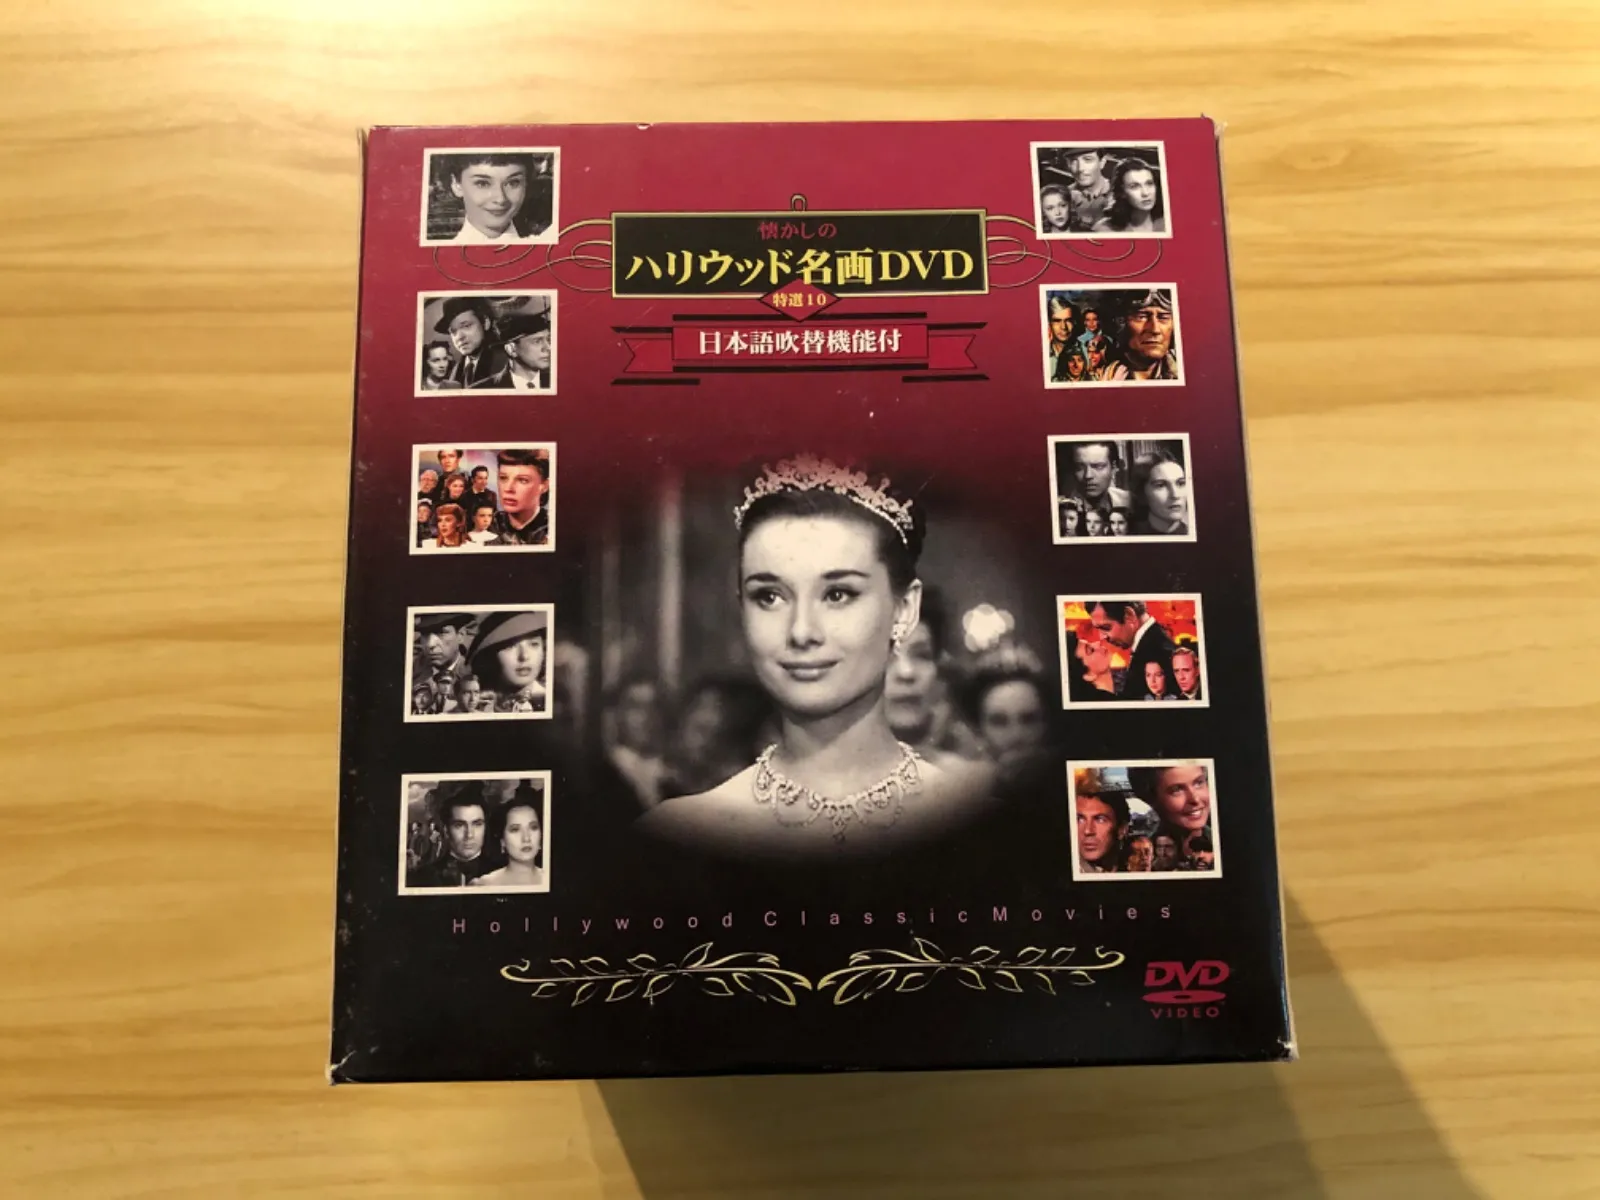 懐かしの
ハリウッド名画DVD
特選10
日本語吹替機能付
Hollywood Classic Movies
DVD
VIDEO